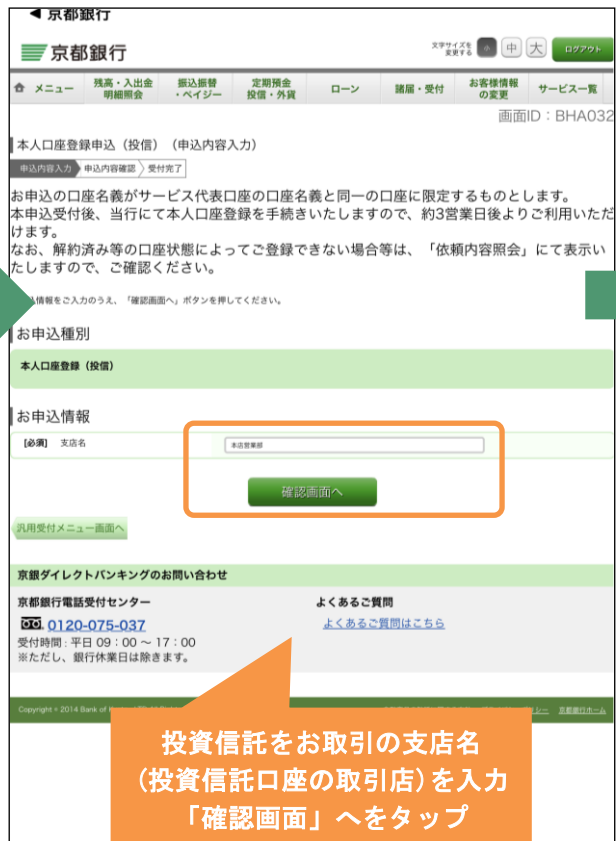 ◀ 京都銀行
京都銀行
文字サイズを
変更する 小 中 大 ログアウト
メニュー 残高・入出金
明細照会 振込振替
・ペイジー 定期預金
投信・外貨 ローン 諸届・受付 お客様情報
の変更 サービス一覧
画面ID：BHA032
本人口座登録申込（投信）（申込内容入力）
申込内容入力 申込内容確認 受付完了
お申込の口座名義がサービス代表口座の口座名義と同一の口座に限定するものとします。
本申込受付後、当行にて本人口座登録を手続きいたしますので、約3営業日後よりご利用いただ
けます。
なお、解約済み等の口座状態によってご登録できない場合等は、「依頼内容照会」にて表示い
たしますので、ご確認ください。
情報をご入力のうえ、「確認画面へ」ボタンを押してください。
お申込種別
本人口座登録（投信）
お申込情報
【必須】 支店名 本店営業部
確認画面へ
汎用受付メニュー画面へ
京銀ダイレクトバンキングのお問い合わせ
京都銀行電話受付センター よくあるご質問
0120-075-037 よくあるご質問はこちら
受付時間：平日 09：00 ～ 17：00
※ただし、銀行休業日は除きます。
Copyright © 2014 Bank of 京都銀行ホーム
投資信託をお取引の支店名
（投資信託口座の取引店）を入力
「確認画面」へをタップ